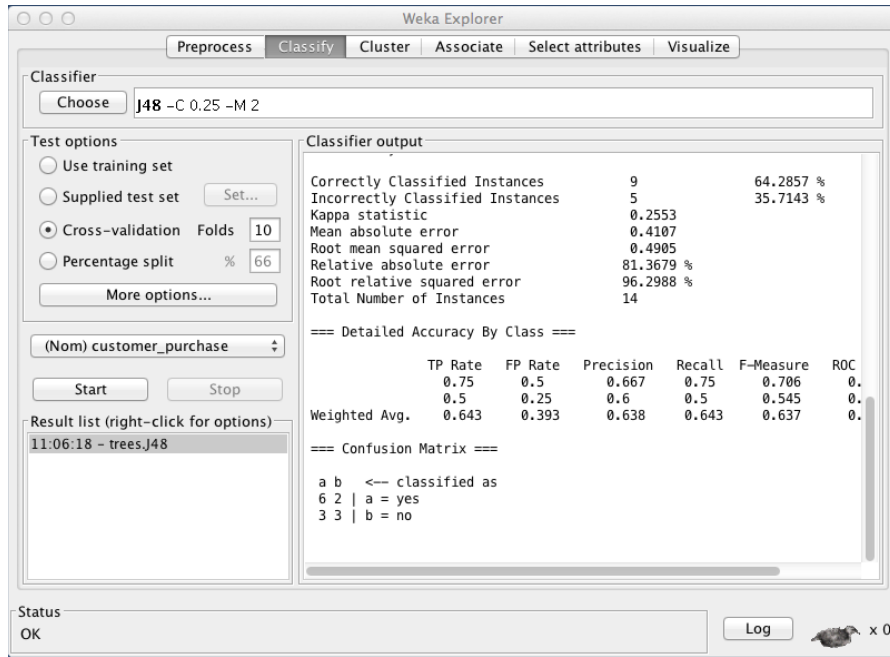 Weka Explorer
Preprocess Classify Cluster Associate Select attributes Visualize
Classifier
Choose J48 -C 0.25 -M 2
Test options
Use training set
Supplied test set Set...
Cross-validation Folds 10
Percentage split % 66
More options...
(Nom) customer_purchase
Start Stop
Result list (right-click for options)
11:06:18 - trees.J48
Classifier output
Correctly Classified Instances 9 64.2857 %
Incorrectly Classified Instances 5 35.7143 %
Kappa statistic 0.2553
Mean absolute error 0.4107
Root mean squared error 0.4905
Relative absolute error 81.3679 %
Root relative squared error 96.2988 %
Total Number of Instances 14
=== Detailed Accuracy By Class ===
TP Rate FP Rate Precision Recall F-Measure ROC
0.75 0.5 0.667 0.75 0.706 0.
0.5 0.25 0.6 0.5 0.545 0.
Weighted Avg. 0.643 0.393 0.638 0.643 0.637 0.
=== Confusion Matrix ===
a b <-- classified as
6 2 | a = yes
3 3 | b = no
Status
OK
Log x 0